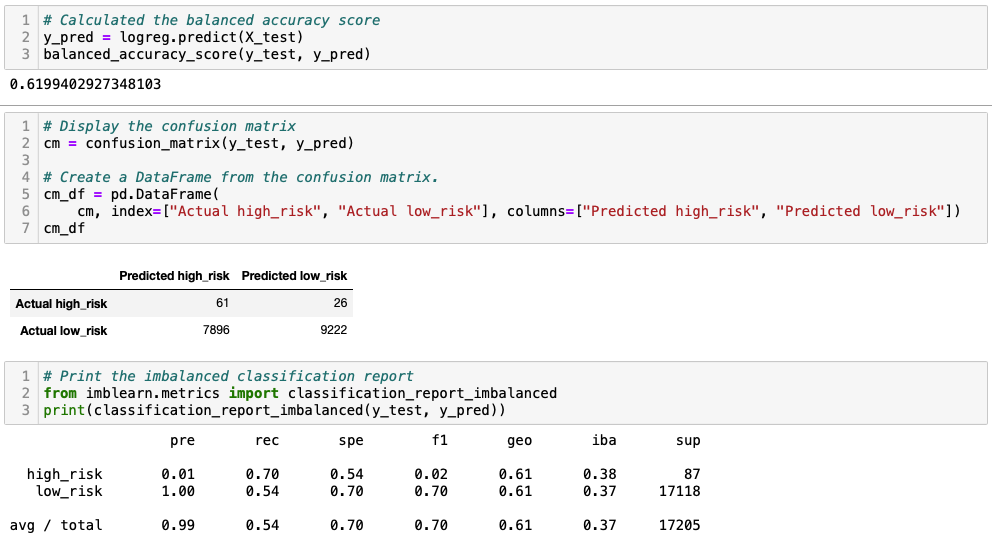 1 # Calculated the balanced accuracy score
2 y_pred = logreg.predict(X_test)
3 balanced_accuracy_score(y_test, y_pred)
0.6199402927348103
1 # Display the confusion matrix
2 cm = confusion_matrix(y_test, y_pred)
3
4 # Create a DataFrame from the confusion matrix.
5 cm_df = pd.DataFrame(
6     cm, index=["Actual high_risk", "Actual low_risk"], columns=["Predicted high_risk", "Predicted low_risk"])
7 cm_df
Predicted high_risk Predicted low_risk
Actual high_risk 61 26
Actual low_risk 7896 9222
1 # Print the imbalanced classification report
2 from imblearn.metrics import classification_report_imbalanced
3 print(classification_report_imbalanced(y_test, y_pred))
pre rec spe f1 geo iba sup
high_risk 0.01 0.70 0.54 0.02 0.61 0.38 87
low_risk 1.00 0.54 0.70 0.70 0.61 0.37 17118
avg / total 0.99 0.54 0.70 0.70 0.61 0.37 17205